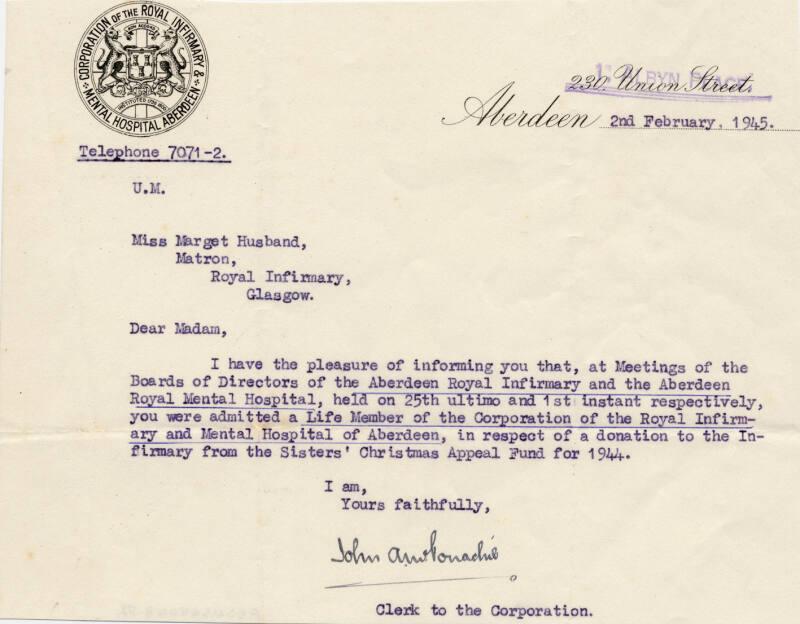 CORPORATION OF THE ROYAL INFIRMARY & MENTAL HOSPITAL ABERDEEN
BON ACCORD
230, Union Street,
ALBYN PLACE
Aberdeen 2nd February, 1945.
Telephone 7071-2.
U.M.
Miss Marget Husband,
Matron,
Royal Infirmary,
Glasgow.
Dear Madam,
I have the pleasure of informing you that, at Meetings of the
Boards of Directors of the Aberdeen Royal Infirmary and the Aberdeen
Royal Mental Hospital, held on 25th ultimo and 1st instant respectively,
you were admitted a Life Member of the Corporation of the Royal Infirm-
ary and Mental Hospital of Aberdeen, in respect of a donation to the In-
firmary from the Sisters' Christmas Appeal Fund for 1944.
I am,
Yours faithfully,
John
Clerk to the Corporation.